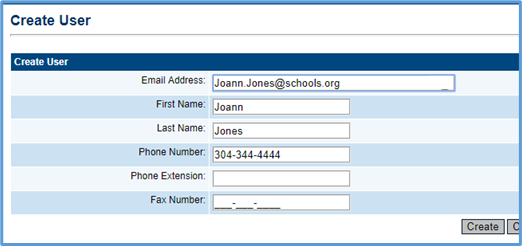 Create User
Create User
Email Address: Joann.Jones@schools.org _
First Name: Joann
Last Name: Jones
Phone Number: 304-344-4444
Phone Extension:
Fax Number: ___-___-____
Create